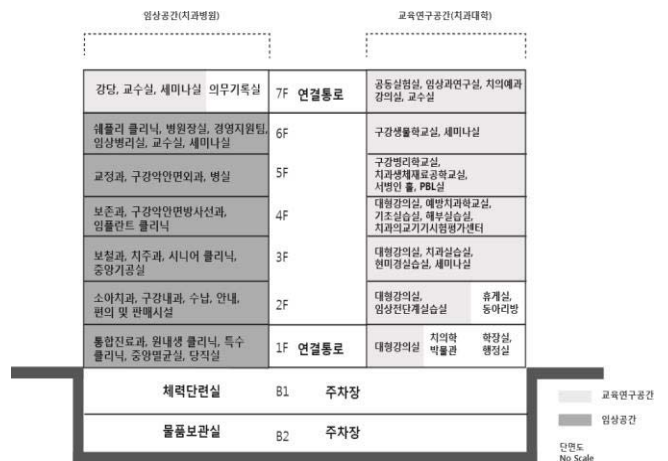 임상공간(치과병원)
교육연구공간(치과대학)
강당, 교수실, 세미나실
의무기록실
7F 연결통로
공동실험실, 임상과연구실, 치의예과
강의실, 교수실
쉐플리 클리닉, 병원장실, 경영지원팀,
임상병리실, 교수실, 세미나실
6F
구강생물학교실, 세미나실
교정과, 구강악안면외과, 병실
5F
구강병리학교실,
치과생체재료공학교실,
서병인 홀, PBL실
보존과, 구강악안면방사선과,
임플란트 클리닉
4F
대형강의실, 예방치과학교실,
기초실습실, 해부실습실,
치과의교기기시험평가센터
보철과, 치주과, 시니어 클리닉,
중앙기공실
3F
대형강의실, 치과실습실,
현미경실습실, 세미나실
소아치과, 구강내과, 수납, 안내,
편의 및 판매시설
2F
대형강의실,
임상전단계실습실
휴게실,
동아리방
통합진료과, 원내생 클리닉, 특수
클리닉, 중앙멸균실, 당직실
1F 연결통로
대형강의실
치의학
박물관
학장실,
행정실
체력단련실 B1 주차장
물품보관실 B2 주차장
교육연구공간
임상공간
단면도
No Scale